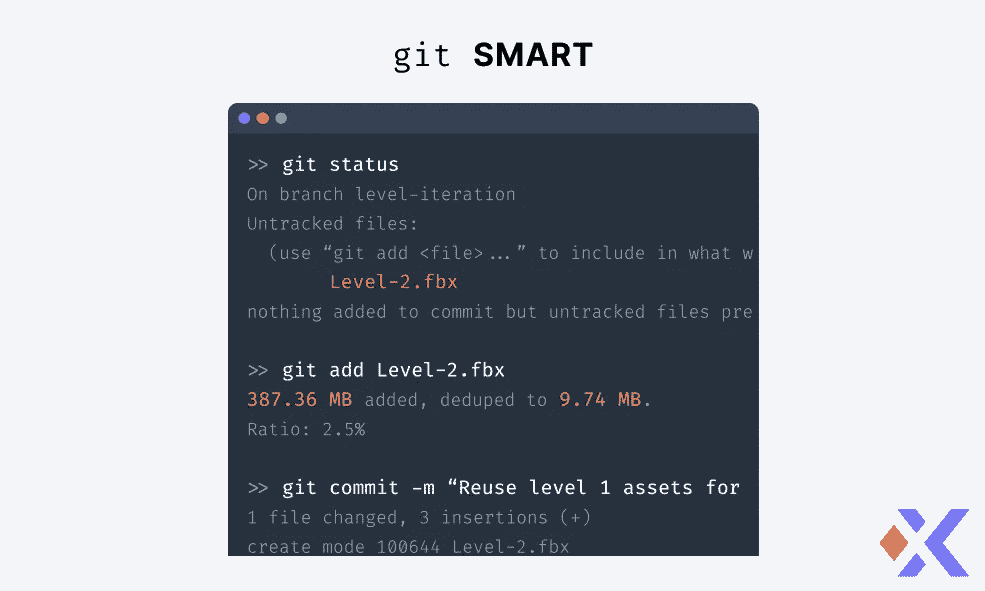 git SMART
>> git status
On branch level-iteration
Untracked files:
(use “git add <file>...” to include in what w
Level-2.fbx
nothing added to commit but untracked files pre
>> git add Level-2.fbx
387.36 MB added, deduped to 9.74 MB.
Ratio: 2.5%
>> git commit -m “Reuse level 1 assets for
1 file changed, 3 insertions (+)
create mode 100644 Level-2.fbx